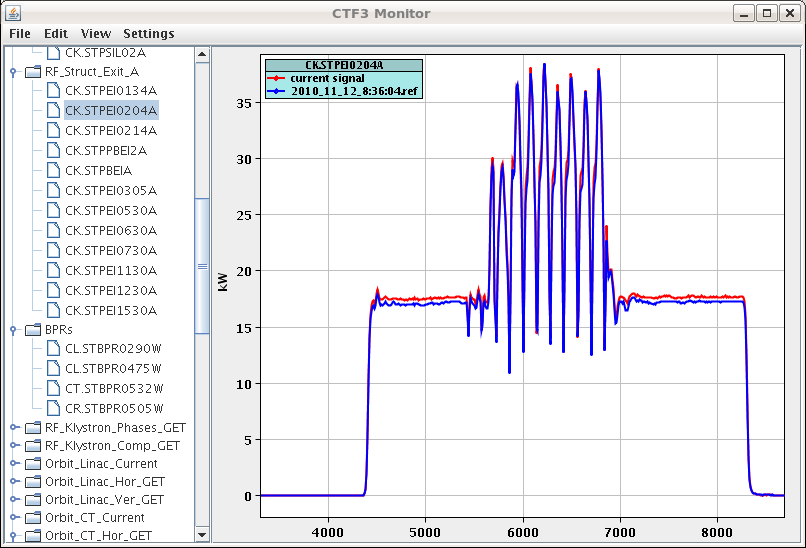 CTF3 Monitor
File Edit View Settings
CK.STPSIL02A
RF_Struct_Exit_A
CK.STPEI0134A
CK.STPEI0204A
CK.STPEI0214A
CK.STPPBEI2A
CK.STPBEIA
CK.STPEI0305A
CK.STPEI0530A
CK.STPEI0630A
CK.STPEI0730A
CK.STPEI1130A
CK.STPEI1230A
CK.STPEI1530A
BPRs
CL.STBPR0290W
CL.STBPR0475W
CT.STBPR0532W
CR.STBPR0505W
RF_Klystron_Phases_GET
RF_Klystron_Comp_GET
Orbit_Linac_Current
Orbit_Linac_Hor_GET
Orbit_Linac_Ver_GET
Orbit_CT_Current
Orbit_CT_Hor_GET
CK.STPEI0204A
current signal
2010_11_12_8:36:04.ref
kW
35
30
25
20
15
10
5
0
4000 5000 6000 7000 8000